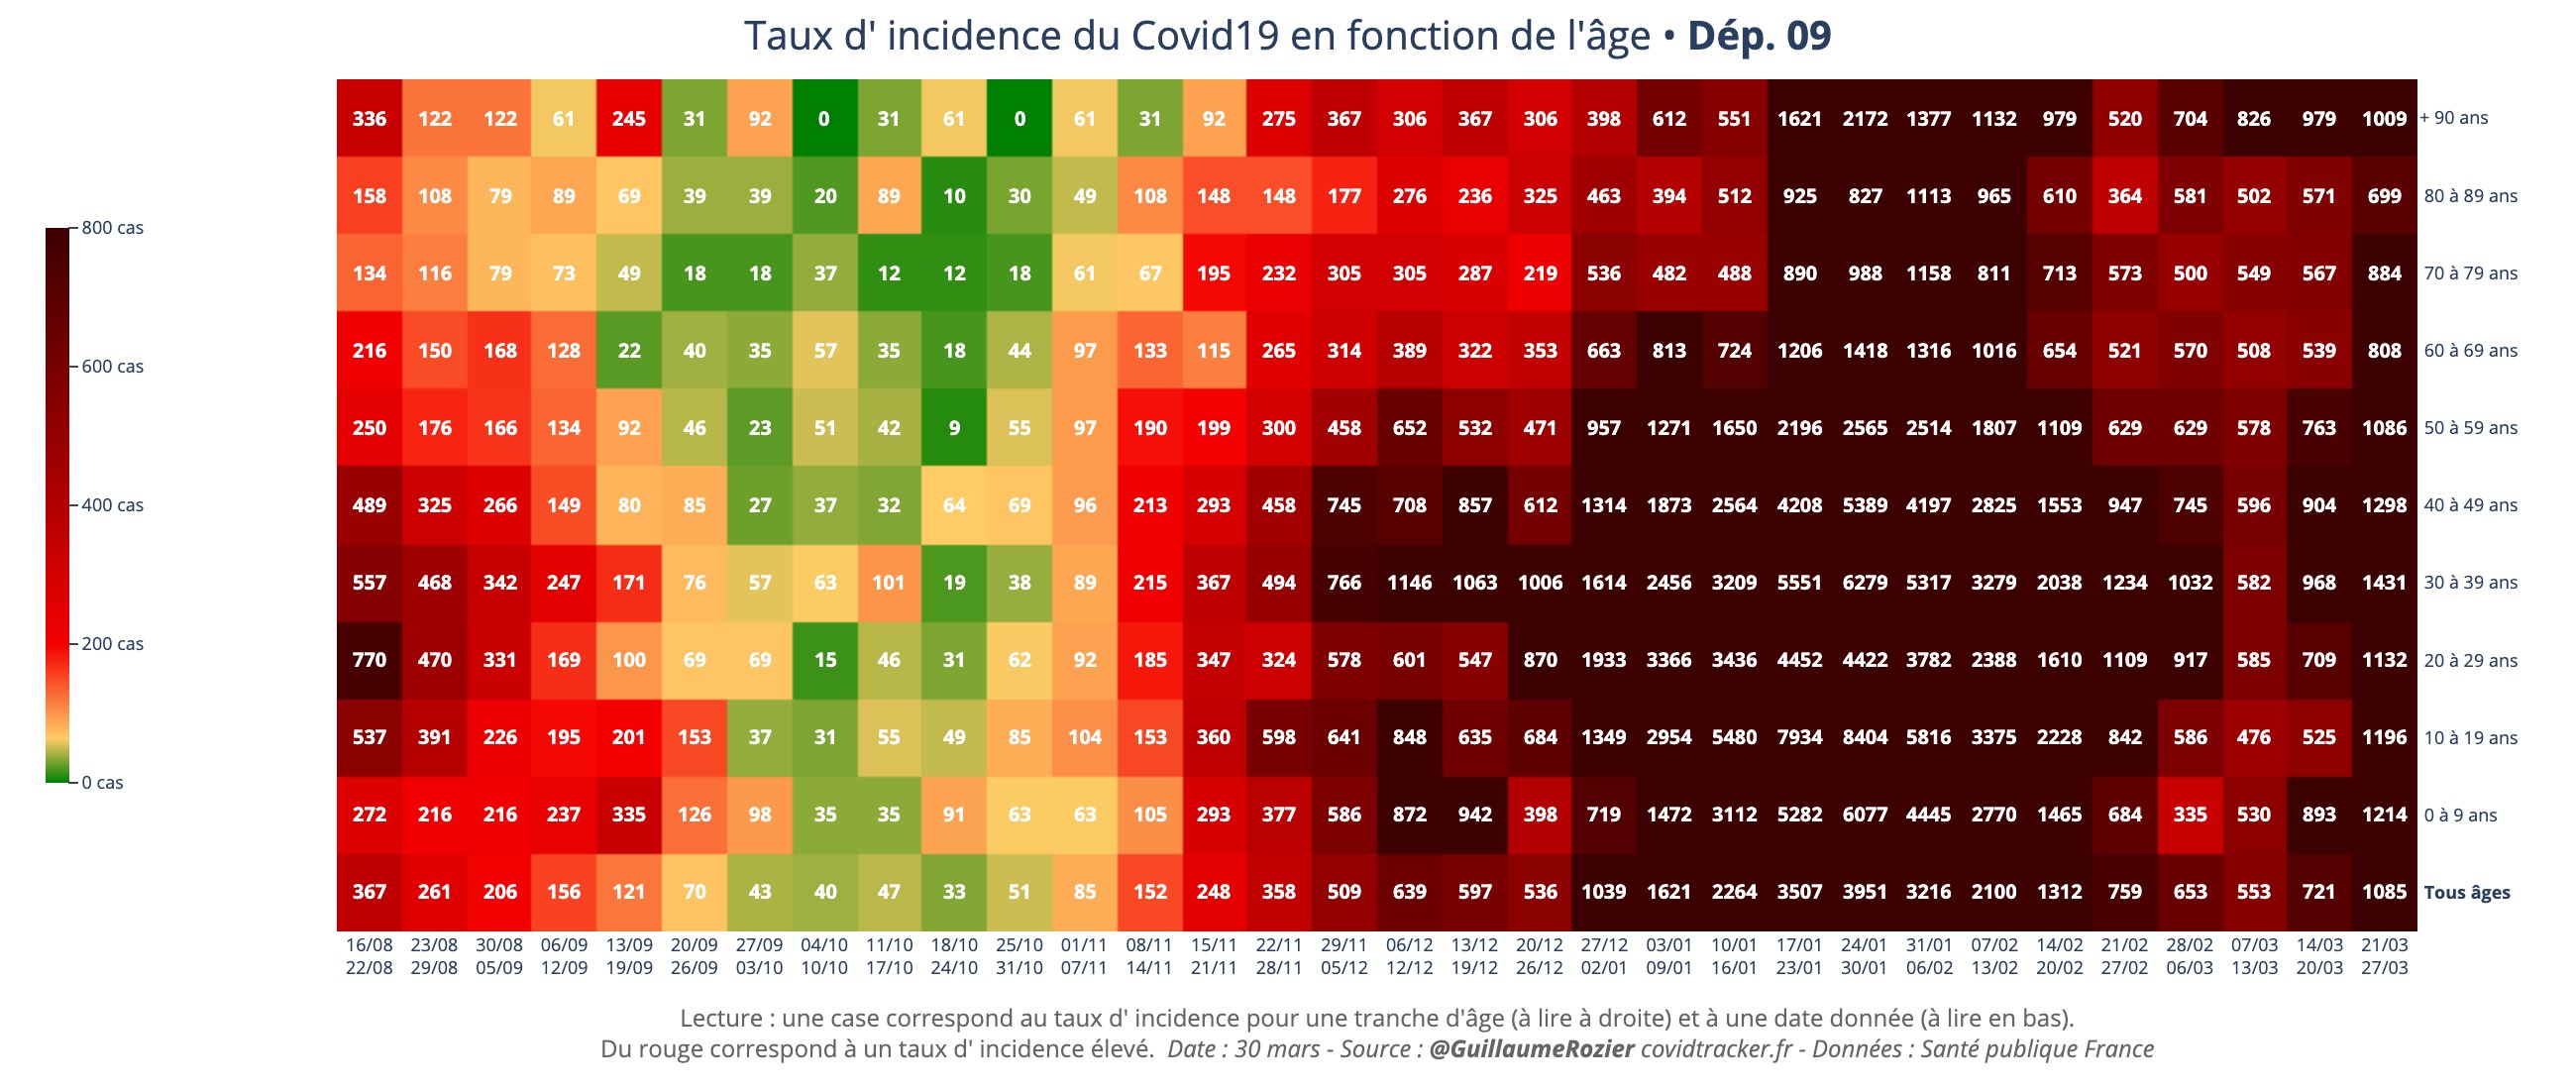 Taux d' incidence du Covid19 en fonction de l'âge • Dép. 09
336 122 122 61 245 31 92 0 31 61 0 61 31 92 275 367 306 367 306 398 612 551 1621 2172 1377 1132 979 520 704 826 979 1009 + 90 ans
158 108 79 89 69 39 39 20 89 10 30 49 108 148 148 177 276 236 325 463 394 512 925 827 1113 965 610 364 581 502 571 699 80 à 89 ans
800 cas
134 116 79 73 49 18 18 37 12 12 18 61 67 195 232 305 305 287 219 536 482 488 890 988 1158 811 713 573 500 549 567 884 70 à 79 ans
216 150 168 128 22 40 35 57 35 18 44 97 133 115 265 314 389 322 353 663 813 724 1206 1418 1316 1016 654 521 570 508 539 808 60 à 69 ans
600 cas
250 176 166 134 92 46 23 51 42 9 55 97 190 199 300 458 652 532 471 957 1271 1650 2196 2565 2514 1807 1109 629 629 578 763 1086 50 à 59 ans
400 cas
489 325 266 149 80 85 27 37 32 64 69 96 213 293 458 745 708 857 612 1314 1873 2564 4208 5389 4197 2825 1553 947 745 596 904 1298 40 à 49 ans
557 468 342 247 171 76 57 63 101 19 38 89 215 367 494 766 1146 1063 1006 1614 2456 3209 5551 6279 5317 3279 2038 1234 1032 582 968 1431 30 à 39 ans
200 cas
770 470 331 169 100 69 69 15 46 31 62 92 185 347 324 578 601 547 870 1933 3366 3436 4452 4422 3782 2388 1610 1109 917 585 709 1132 20 à 29 ans
537 391 226 195 201 153 37 31 55 49 85 104 153 360 598 641 848 635 684 1349 2954 5480 7934 8404 5816 3375 2228 842 586 476 525 1196 10 à 19 ans
0 cas
272 216 216 237 335 126 98 35 35 91 63 63 105 293 377 586 872 942 398 719 1472 3112 5282 6077 4445 2770 1465 684 335 530 893 1214 0 à 9 ans
367 261 206 156 121 70 43 40 47 33 51 85 152 248 358 509 639 597 536 1039 1621 2264 3507 3951 3216 2100 1312 759 653 553 721 1085 Tous âges
16/08 23/08 30/08 06/09 13/09 20/09 27/09 04/10 11/10 18/10 25/10 01/11 08/11 15/11 22/11 29/11 06/12 13/12 20/12 27/12 03/01 10/01 17/01 24/01 31/01 07/02 14/02 21/02 28/02 07/03 14/03 21/03
22/08 29/08 05/09 12/09 19/09 26/09 03/10 10/10 17/10 24/10 31/10 07/11 14/11 21/11 28/11 05/12 12/12 19/12 26/12 02/01 09/01 16/01 23/01 30/01 06/02 13/02 20/02 27/02 06/03 13/03 20/03 27/03
Lecture : une case correspond au taux d' incidence pour une tranche d'âge (à lire à droite) et à une date donnée (à lire en bas).
Du rouge correspond à un taux d' incidence élevé. Date : 30 mars - Source : @GuillaumeRozier covidtracker.fr - Données : Santé publique France